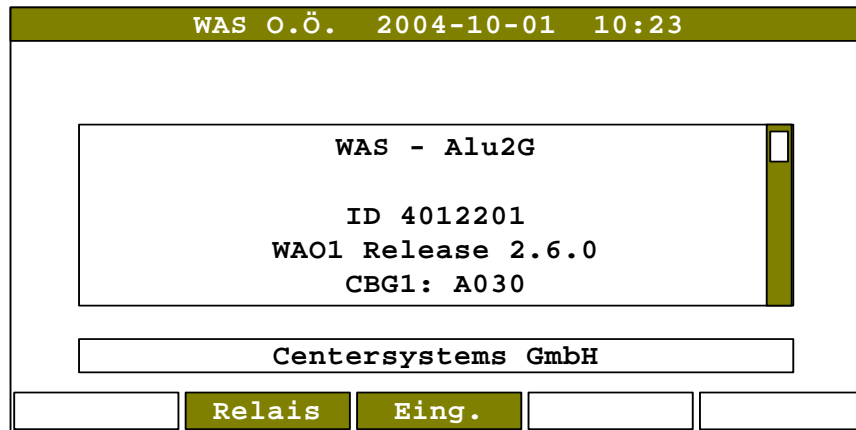 WAS O.Ö. 2004-10-01 10:23
WAS - Alu2G
ID 4012201
WAO1 Release 2.6.0
CBG1: A030
Centersystems GmbH
Relais Eing.